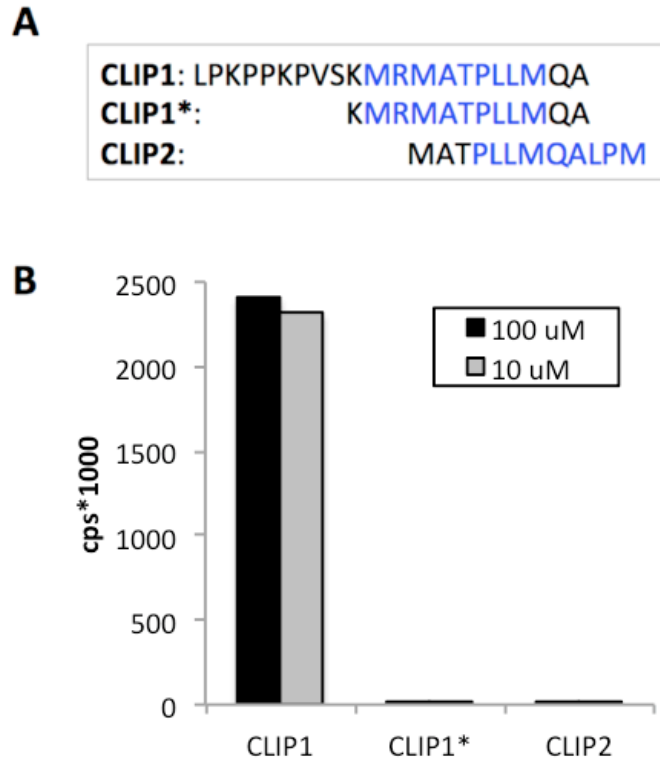 A
CLIP1: LPKPPKPVSKMRMATPLLMQA
CLIP1*: KMRMATPLLMQA
CLIP2: MATPLLMQALPM
B
2500
2000
1500
1000
500
0
cps*1000
100 uM
10 uM
CLIP1 CLIP1* CLIP2